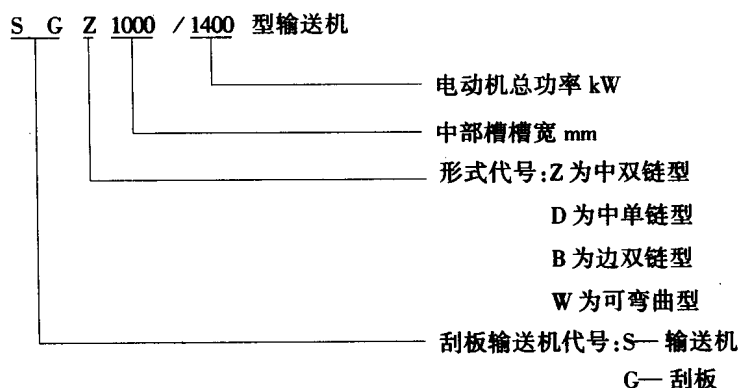 S G Z 1000 /1400 型输送机
电动机总功率 kW
中部槽槽宽 mm
形式代号:Z 为中双链型
D 为中单链型
B 为边双链型
W 为可弯曲型
刮板输送机代号:S— 输送机
G— 刮板